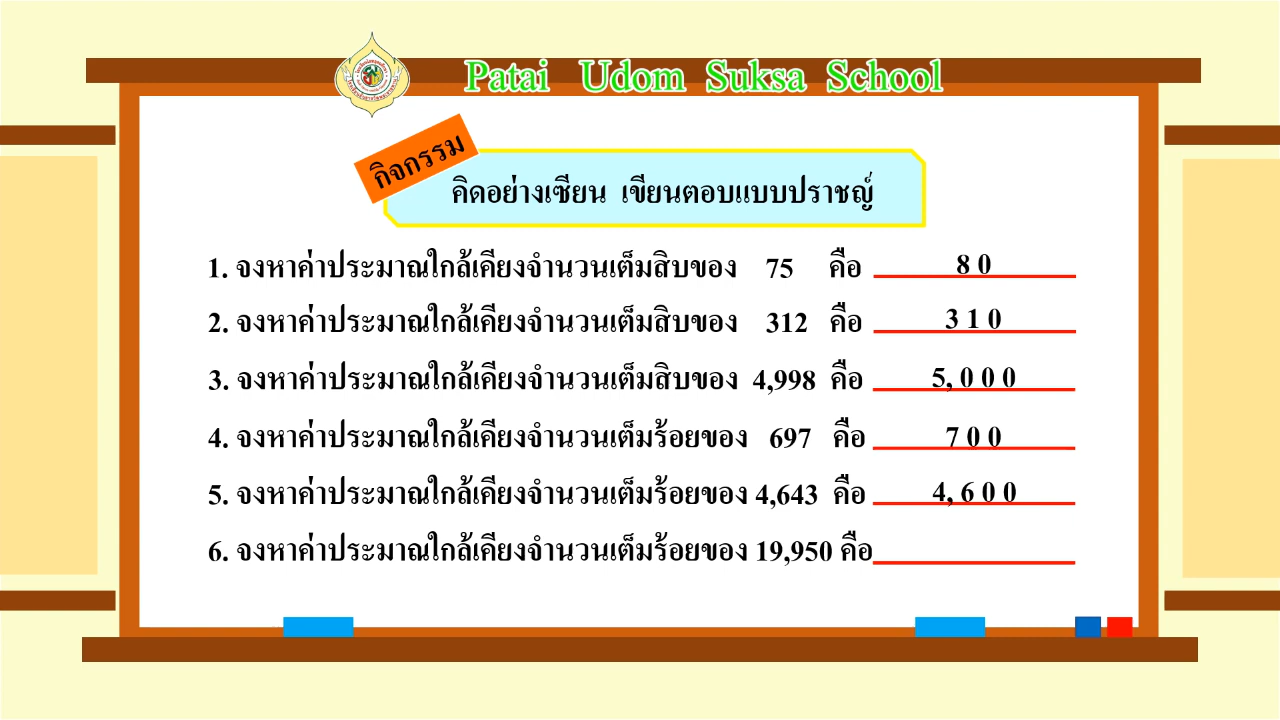 Patai Udom Suksa School
กิจกรรม
คิดอย่างเซียน เขียนตอบแบบปราชญ์
1. จงหาค่าประมาณใกล้เคียงจำนวนเต็มสิบของ 75 คือ 8 0
2. จงหาค่าประมาณใกล้เคียงจำนวนเต็มสิบของ 312 คือ 3 1 0
3. จงหาค่าประมาณใกล้เคียงจำนวนเต็มสิบของ 4,998 คือ 5, 0 0 0
4. จงหาค่าประมาณใกล้เคียงจำนวนเต็มร้อยของ 697 คือ 7 0 0
5. จงหาค่าประมาณใกล้เคียงจำนวนเต็มร้อยของ 4,643 คือ 4, 6 0 0
6. จงหาค่าประมาณใกล้เคียงจำนวนเต็มร้อยของ 19,950 คือ